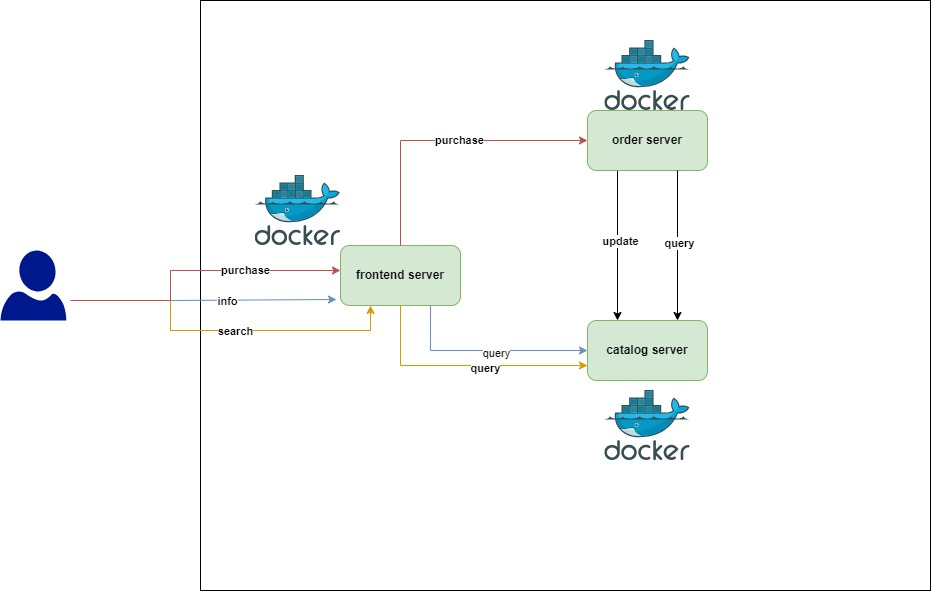 docker
order server
purchase
docker
update
query
purchase
frontend server
info
search
query
query
catalog server
docker